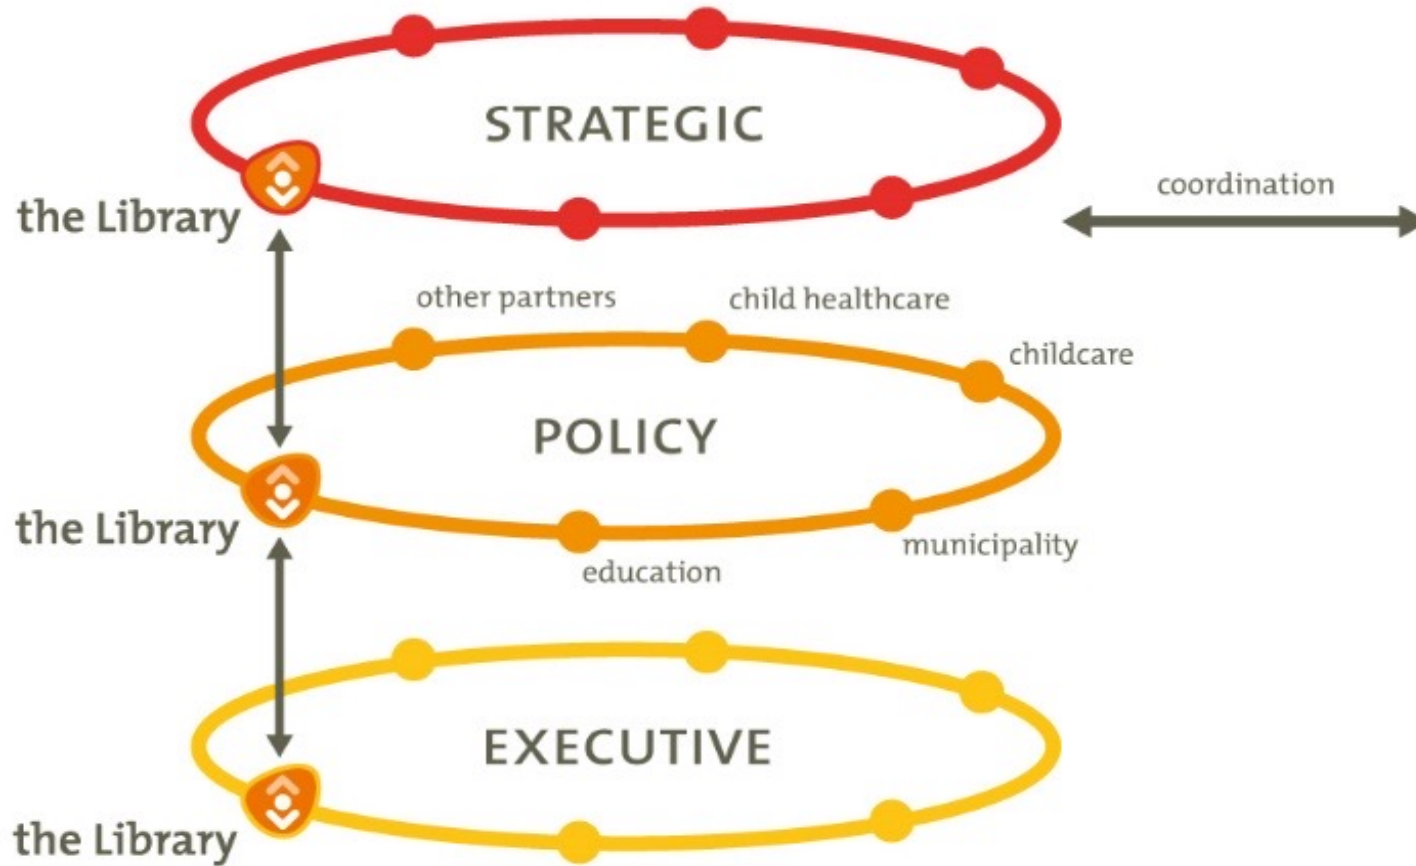 STRATEGIC
coordination
the Library
other partners
child healthcare
childcare
POLICY
the Library
municipality
education
EXECUTIVE
the Library